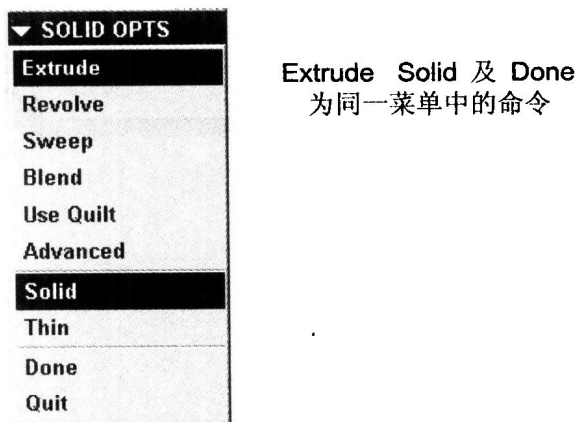 SOLID OPTS
Extrude
Revolve
Sweep
Blend
Use Quilt
Advanced
Solid
Thin
Done
Quit
Extrude Solid 及 Done
为同一菜单中的命令